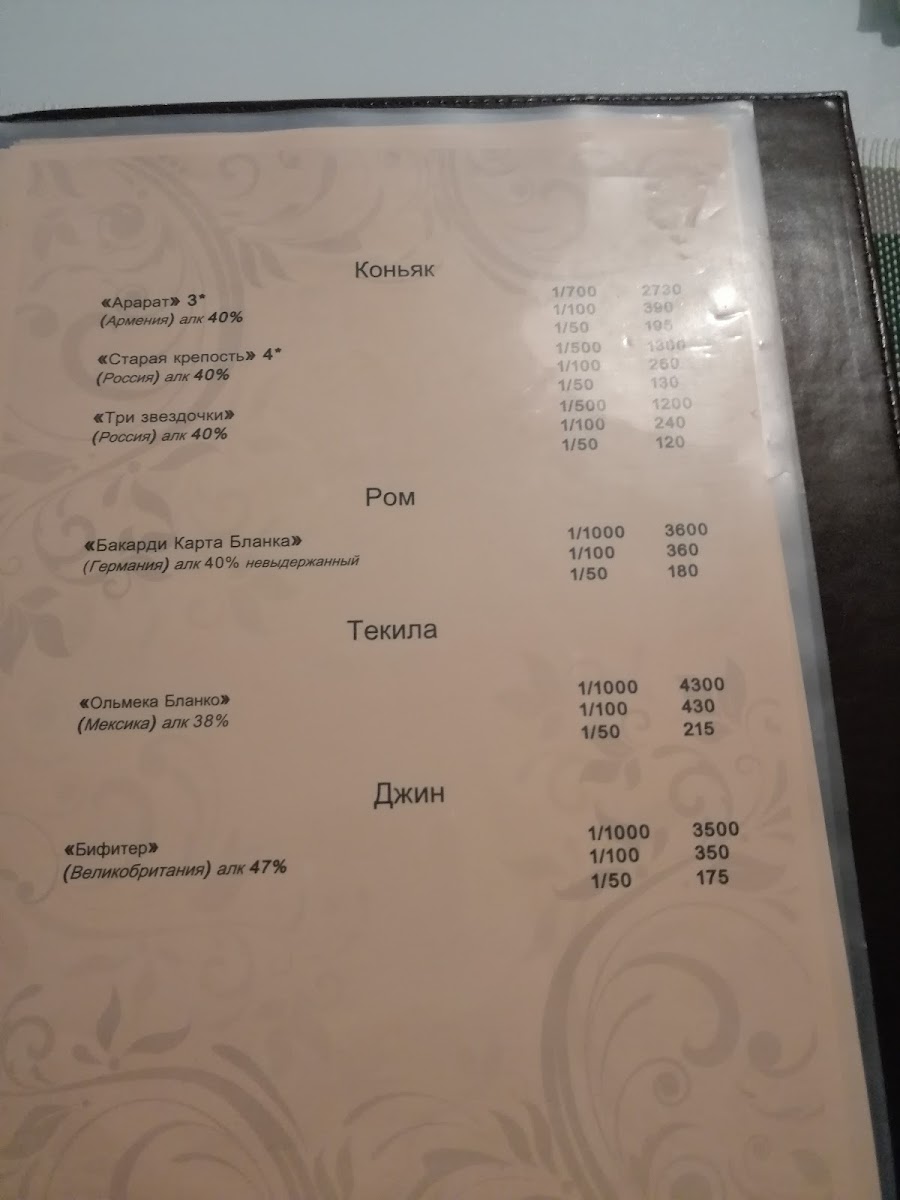 Коньяк
«Арарат» 3* 1/700 2730
(Армения) алк 40% 1/100 390
1/50 195
«Старая крепость» 4* 1/500 1300
(Россия) алк 40% 1/100 260
1/50 130
«Три звездочки» 1/500 1200
(Россия) алк 40% 1/100 240
1/50 120
Ром
«Бакарди Карта Бланка» 1/1000 3600
(Германия) алк 40% невыдержанный 1/100 360
1/50 180
Текила
«Ольмека Бланко» 1/1000 4300
(Мексика) алк 38% 1/100 430
1/50 215
Джин
«Бифитер» 1/1000 3500
(Великобритания) алк 47% 1/100 350
1/50 175